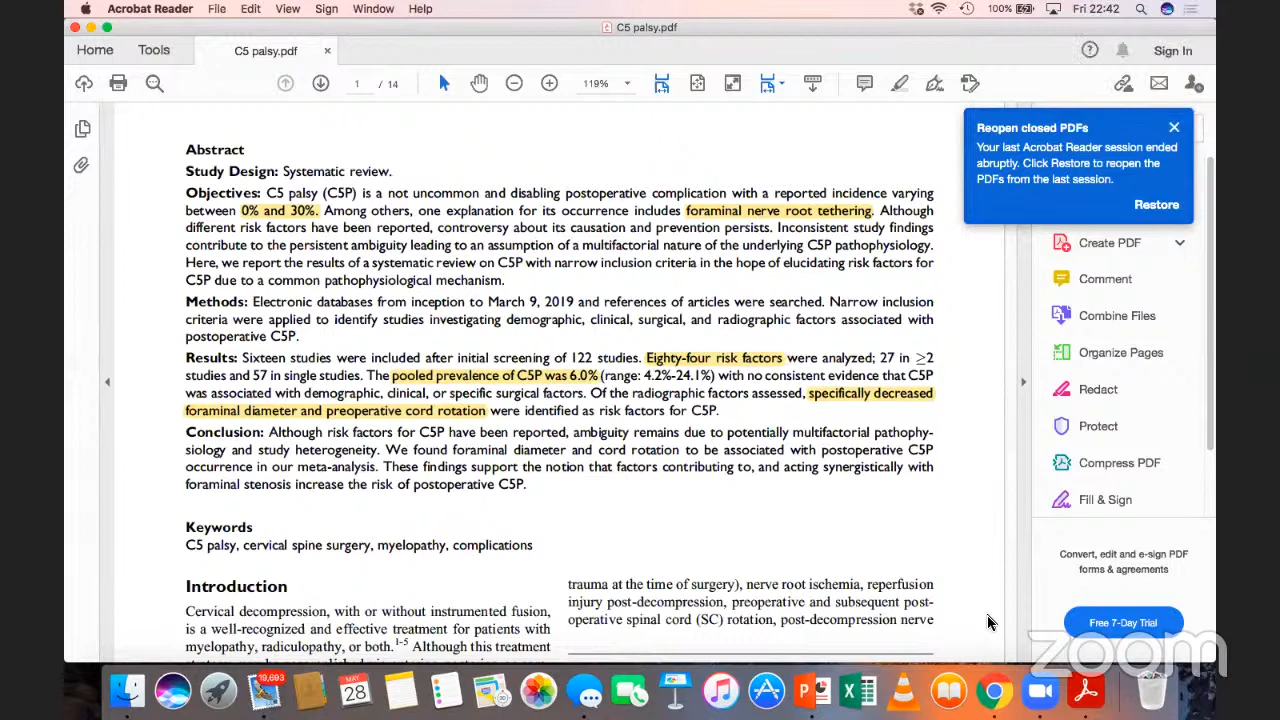 Acrobat Reader File Edit View Sign Window Help 100% Fri 22:42
C5 palsy.pdf
Home Tools C5 palsy.pdf × Sign In
1 / 14 119%
Abstract
Study Design: Systematic review.
Objectives: C5 palsy (C5P) is a not uncommon and disabling postoperative complication with a reported incidence varying
between 0% and 30%. Among others, one explanation for its occurrence includes foraminal nerve root tethering. Although
different risk factors have been reported, controversy about its causation and prevention persists. Inconsistent study findings
contribute to the persistent ambiguity leading to an assumption of a multifactorial nature of the underlying C5P pathophysiology.
Here, we report the results of a systematic review on C5P with narrow inclusion criteria in the hope of elucidating risk factors for
C5P due to a common pathophysiological mechanism.
Methods: Electronic databases from inception to March 9, 2019 and references of articles were searched. Narrow inclusion
criteria were applied to identify studies investigating demographic, clinical, surgical, and radiographic factors associated with
postoperative C5P.
Results: Sixteen studies were included after initial screening of 122 studies. Eighty-four risk factors were analyzed; 27 in ≥2
studies and 57 in single studies. The pooled prevalence of C5P was 6.0% (range: 4.2%-24.1%) with no consistent evidence that C5P
was associated with demographic, clinical, or specific surgical factors. Of the radiographic factors assessed, specifically decreased
foraminal diameter and preoperative cord rotation were identified as risk factors for C5P.
Conclusion: Although risk factors for C5P have been reported, ambiguity remains due to potentially multifactorial pathophy-
siology and study heterogeneity. We found foraminal diameter and cord rotation to be associated with postoperative C5P
occurrence in our meta-analysis. These findings support the notion that factors contributing to, and acting synergistically with
foraminal stenosis increase the risk of postoperative C5P.
Keywords
C5 palsy, cervical spine surgery, myelopathy, complications
Introduction
Cervical decompression, with or without instrumented fusion,
is a well-recognized and effective treatment for patients with
myelopathy, radiculopathy, or both.1-5 Although this treatment
trauma at the time of surgery), nerve root ischemia, reperfusion
injury post-decompression, preoperative and subsequent post-
operative spinal cord (SC) rotation, post-decompression nerve
Reopen closed PDFs
Your last Acrobat Reader session ended
abruptly. Click Restore to reopen the
PDFs from the last session.
Restore
Create PDF
Comment
Combine Files
Organize Pages
Redact
Protect
Compress PDF
Fill & Sign
Convert, edit and e-sign PDF
forms & agreements
Free 7-Day Trial
zoom
19,693
MAY
28